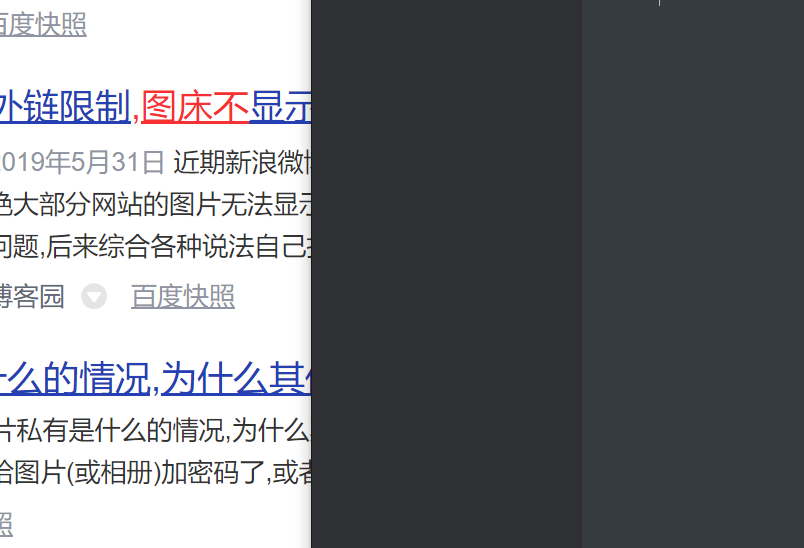 百度快照
外链限制,图床不显示
2019年5月31日 近期新浪微博
绝大部分网站的图片无法显示
问题,后来综合各种说法自己
博客园 百度快照
什么的情况,为什么其他
片私有是什么的情况,为什么
给图片(或相册)加密码了,或者
照